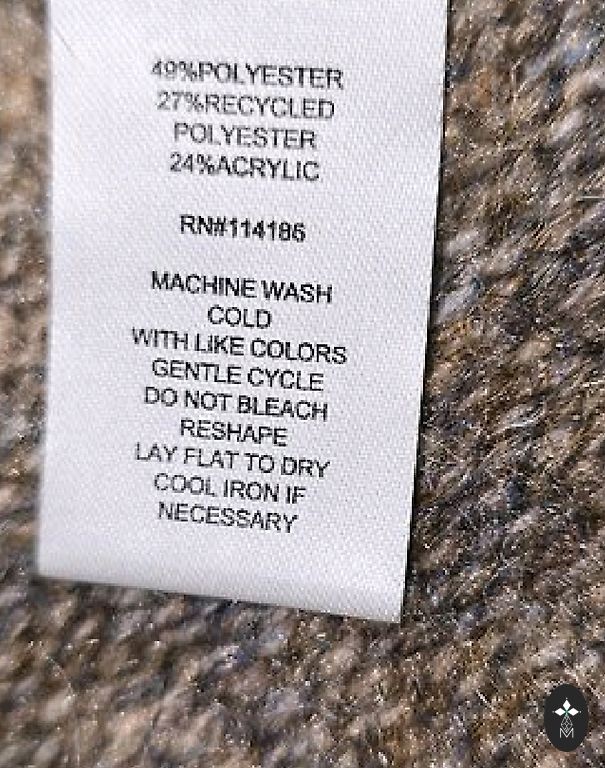 49%POLYESTER
27%RECYCLED
POLYESTER
24%ACRYLIC
RN#114186
MACHINE WASH
COLD
WITH LIKE COLORS
GENTLE CYCLE
DO NOT BLEACH
RESHAPE
LAY FLAT TO DRY
COOL IRON IF
NECESSARY
M